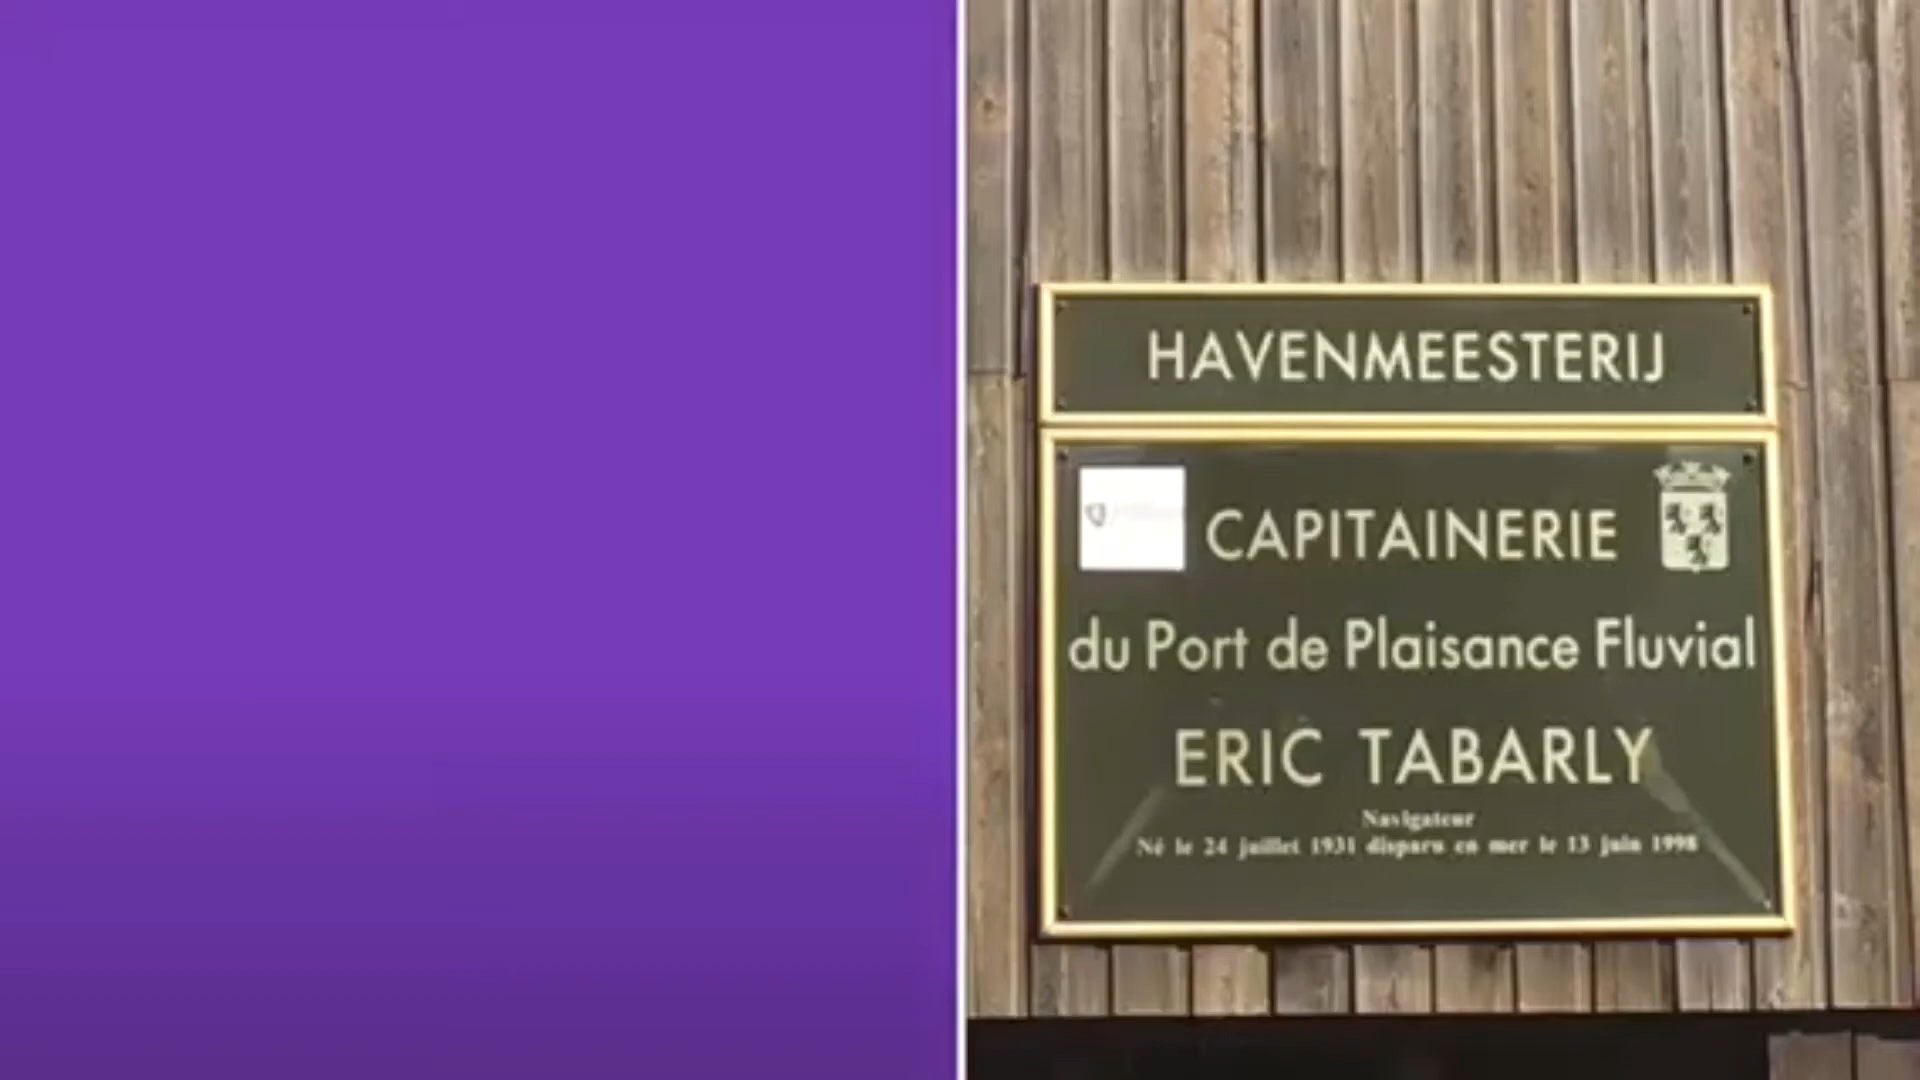 HAVENMEESTERIJ
CAPITAINERIE
du Port de Plaisance Fluvial
ERIC TABARLY
Navigateur
Né le 24 juillet 1931 disparu en mer le 13 juin 1998